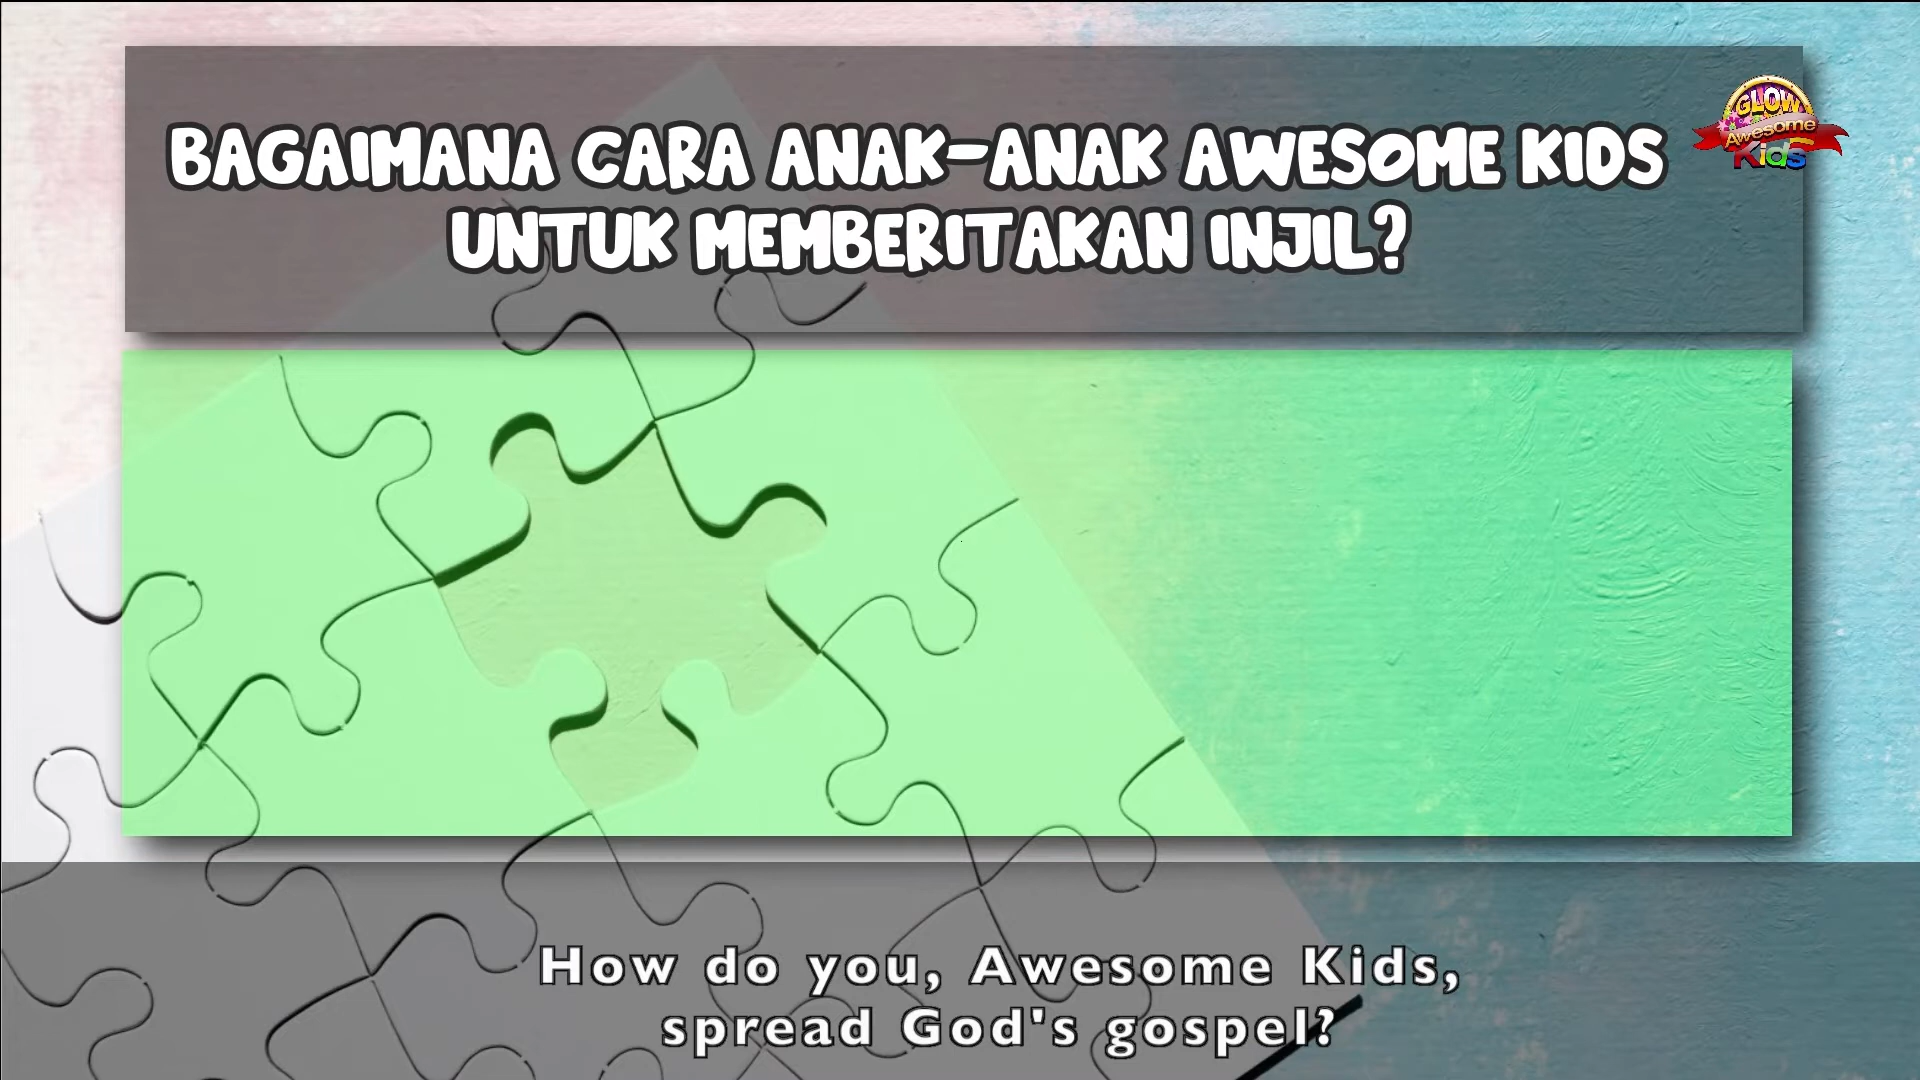 GLOW
Awesome
Kids
BAGAIMANA CARA ANAK-ANAK AWESOME KIDS
UNTUK MEMBERITAKAN INJIL?
How do you, Awesome Kids,
spread God's gospel?